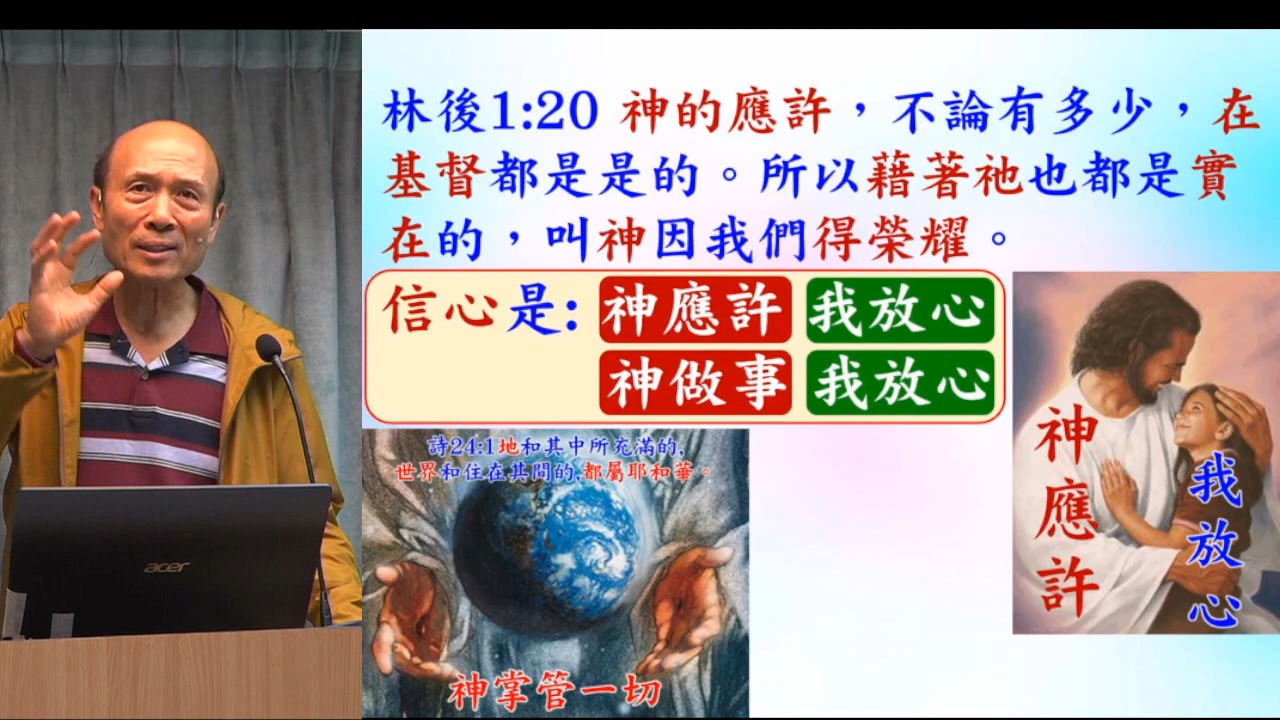 林後1:20 神的應許，不論有多少，在
基督都是是的。所以藉著祂也都是實
在的，叫神因我們得榮耀。
信心是: 神應許 我放心
神做事 我放心
詩24:1地和其中所充滿的,
世界和住在其間的,都屬耶和華。
神掌管一切
神應許
我放心
acer